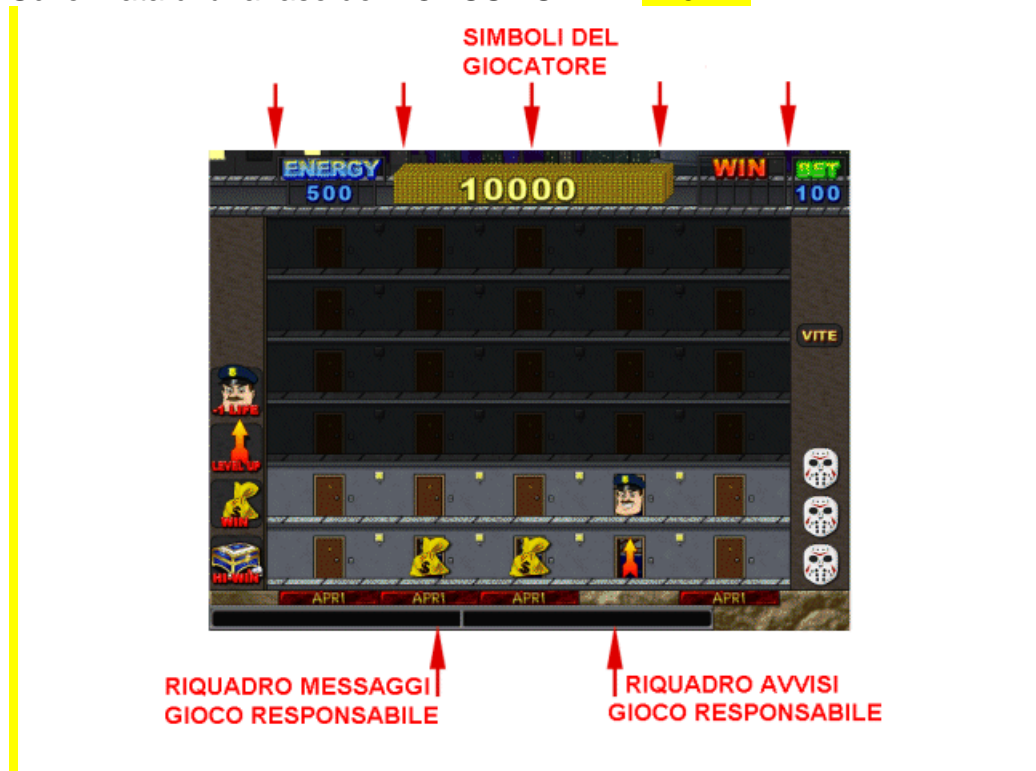 SIMBOLI DEL
GIOCATORE
ENERGY
500
10000
WIN
BET
100
VITE
-1 LIFE
LEVEL UP
WIN
HI-WIN
APRI APRI APRI APRI
RIQUADRO MESSAGGI
GIOCO RESPONSABILE
RIQUADRO AVVISI
GIOCO RESPONSABILE